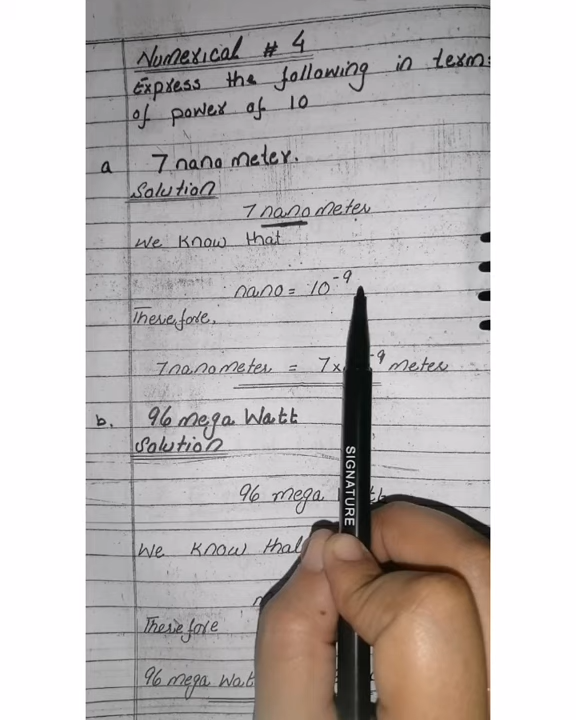 Numerical # 4
Express the following in term
of power of 10
a 7 nano meter.
Solution
7 nano meter
We know that
nano = 10⁻⁹
Therefore,
7 nano meter = 7× ⁻⁹ meter
b. 96 mega Watt
Solution
96 mega
We know that
Therefore
96 mega Wat
SIGNATURE